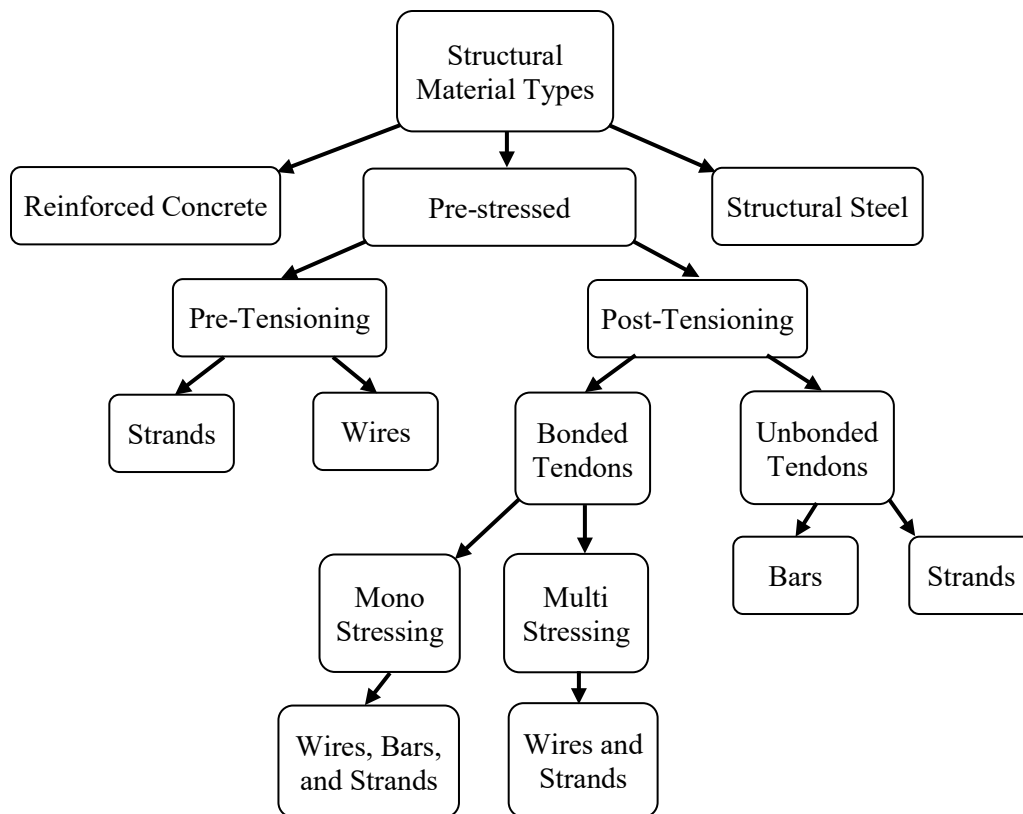 Structural
Material Types
Reinforced Concrete
Pre-stressed
Structural Steel
Pre-Tensioning
Post-Tensioning
Strands
Wires
Bonded
Tendons
Unbonded
Tendons
Mono
Stressing
Multi
Stressing
Bars
Strands
Wires, Bars,
and Strands
Wires and
Strands